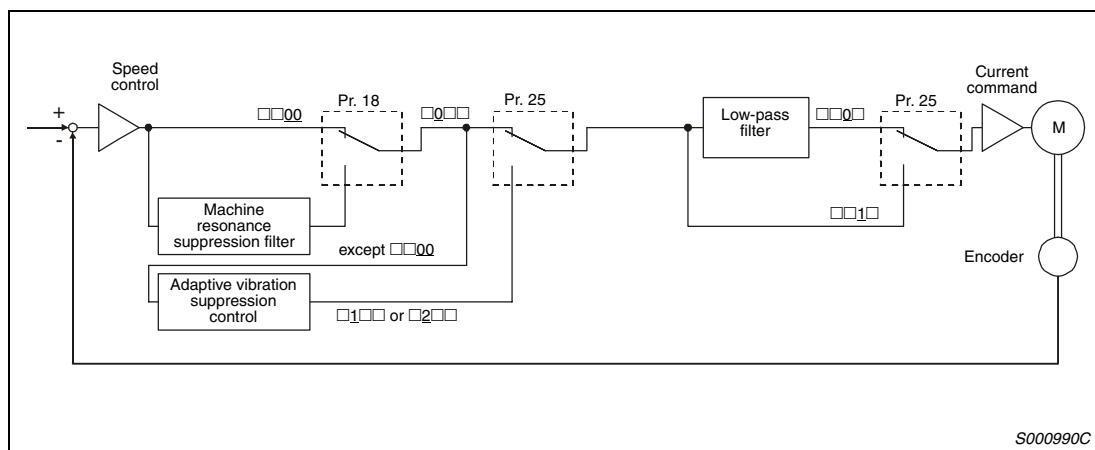 Speed
control
+
-
□□00
Pr. 18
□0□□
Pr. 25
Low-pass
filter
□□0□
Pr. 25
Current
command
M
Machine
resonance
suppression filter
except □□00
□□1□
Encoder
Adaptive vibration
suppression
control
□1□□ or □2□□
S000990C